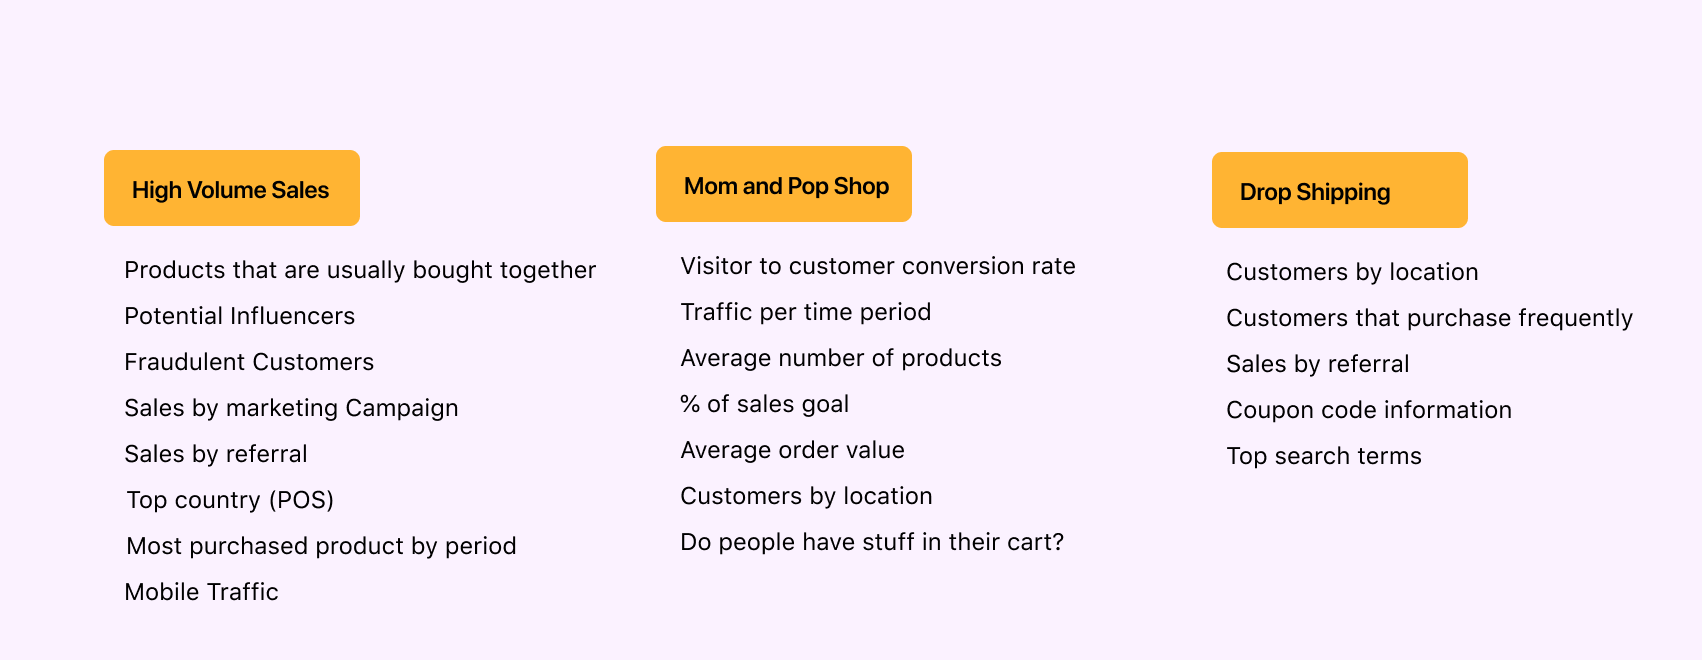 High Volume Sales
Products that are usually bought together
Potential Influencers
Fraudulent Customers
Sales by marketing Campaign
Sales by referral
Top country (POS)
Most purchased product by period
Mobile Traffic
Mom and Pop Shop
Visitor to customer conversion rate
Traffic per time period
Average number of products
% of sales goal
Average order value
Customers by location
Do people have stuff in their cart?
Drop Shipping
Customers by location
Customers that purchase frequently
Sales by referral
Coupon code information
Top search terms